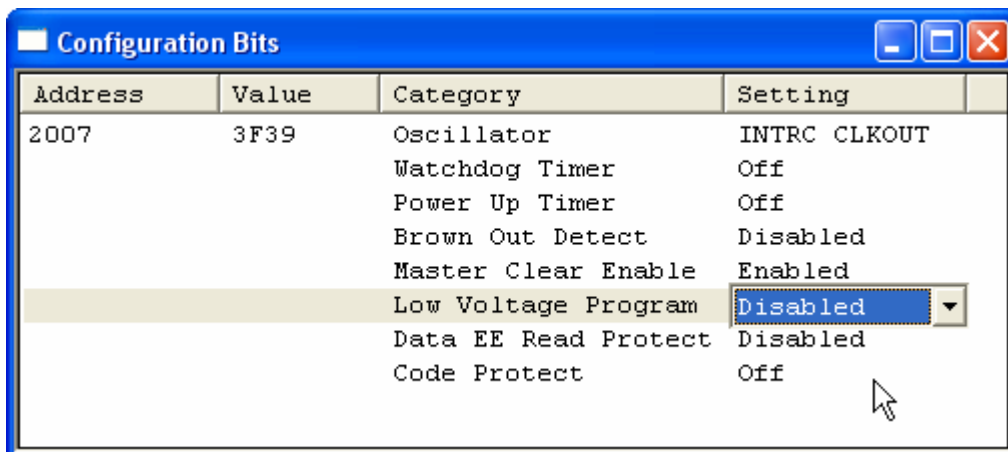 Configuration Bits
Address Value Category Setting
2007 3F39 Oscillator INTRC CLKOUT
Watchdog Timer Off
Power Up Timer Off
Brown Out Detect Disabled
Master Clear Enable Enabled
Low Voltage Program Disabled
Data EE Read Protect Disabled
Code Protect Off